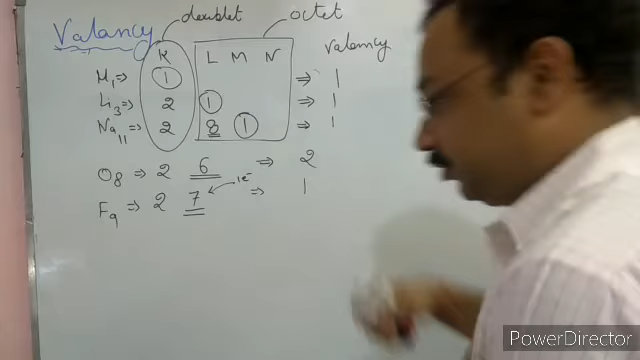 doublet octet
Valancy
K L M N valency
H1 ⇒ 1 ⇒ 1
Li3 ⇒ 2 1 ⇒ 1
Na11 ⇒ 2 8 1 ⇒ 1
O8 ⇒ 2 6 ⇒ 2
F9 ⇒ 2 7 1e⁻ ⇒ 1
PowerDirector